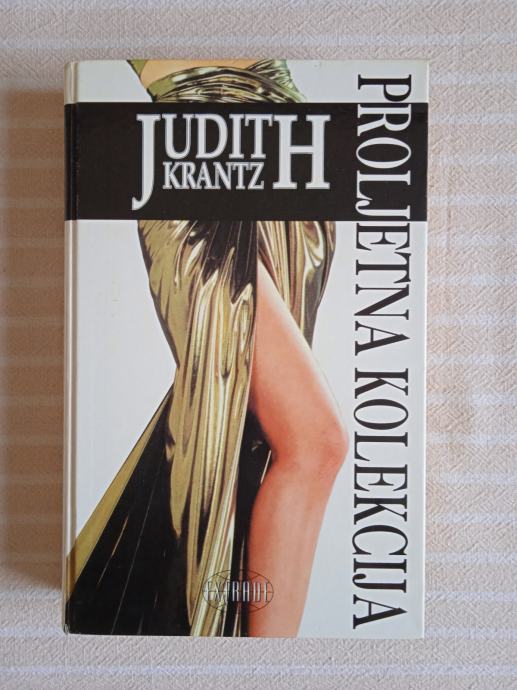 JUDITH
KRANTZ
PROLJETNA KOLEKCIJA
EXTRADE